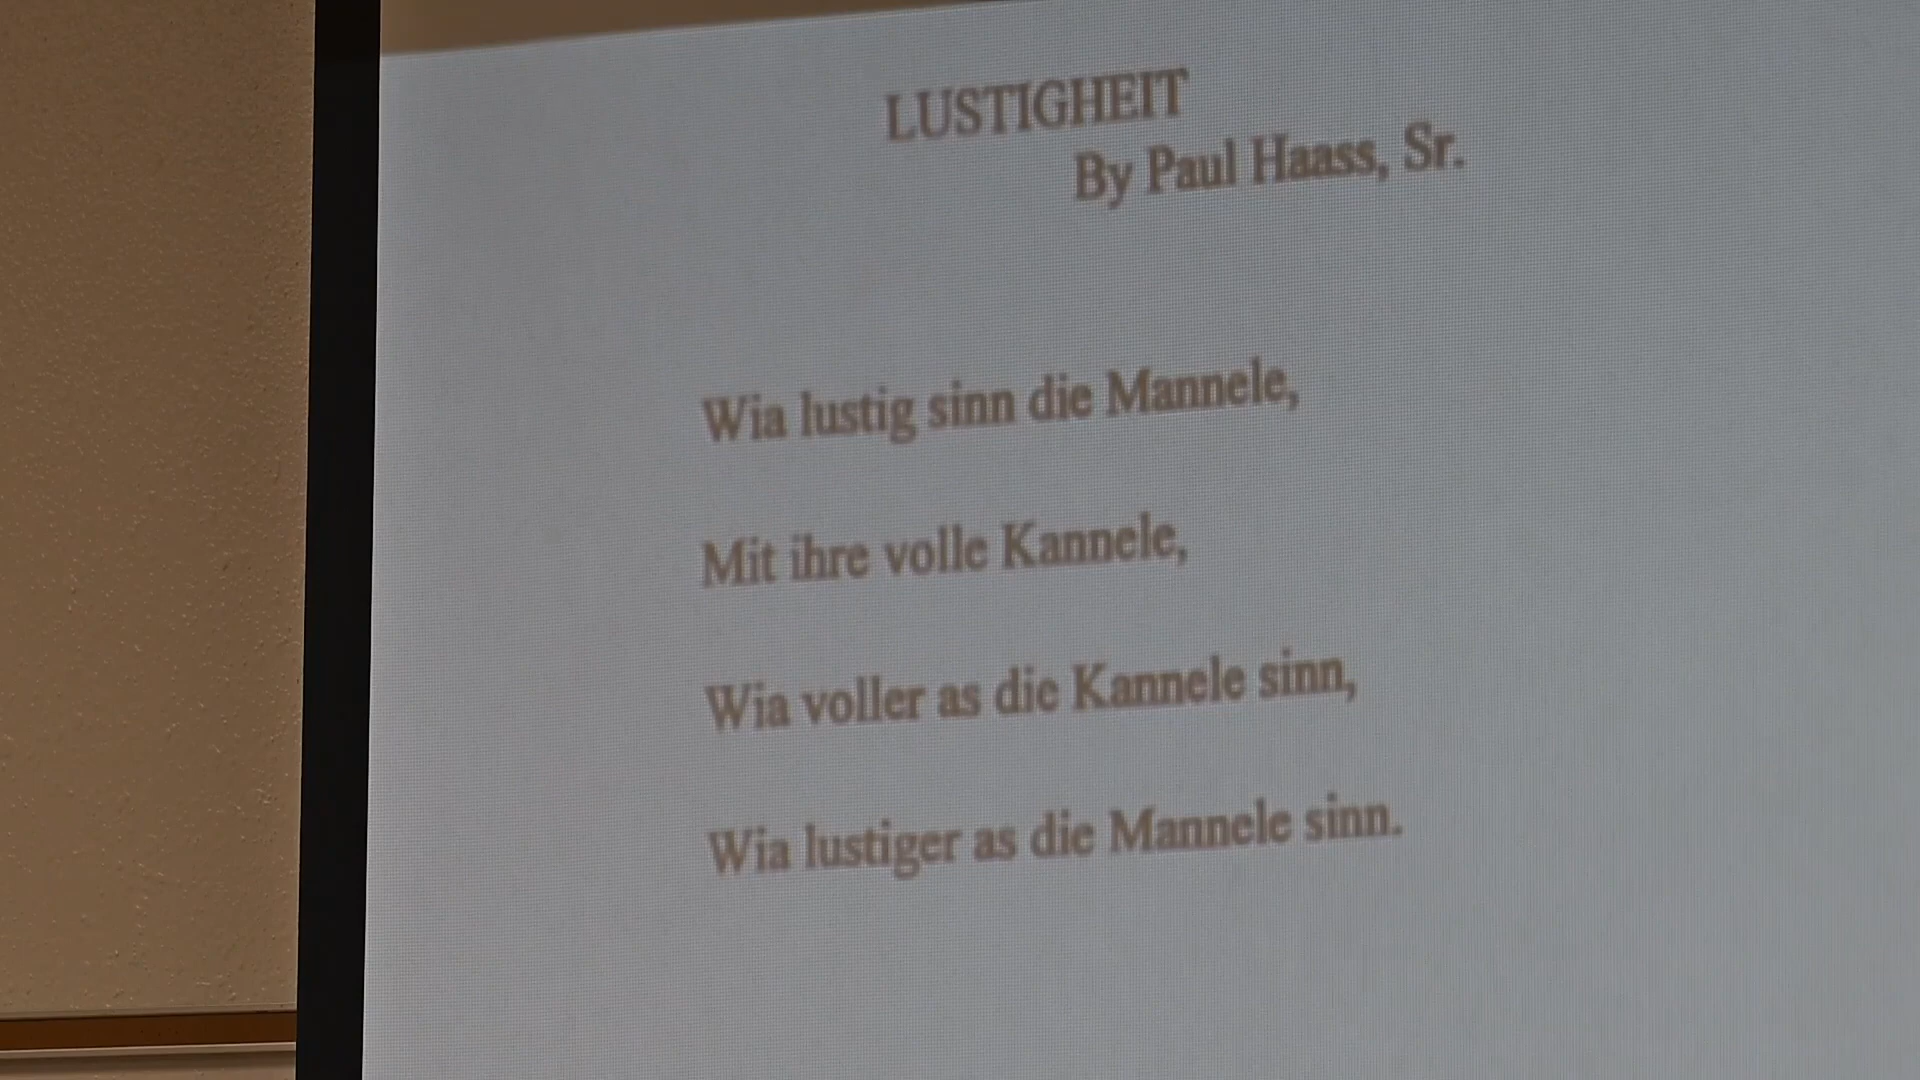 LUSTIGHEIT
By Paul Haass, Sr.
Wia lustig sinn die Mannele,
Mit ihre volle Kannele,
Wia voller as die Kannele sinn,
Wia lustiger as die Mannele sinn.